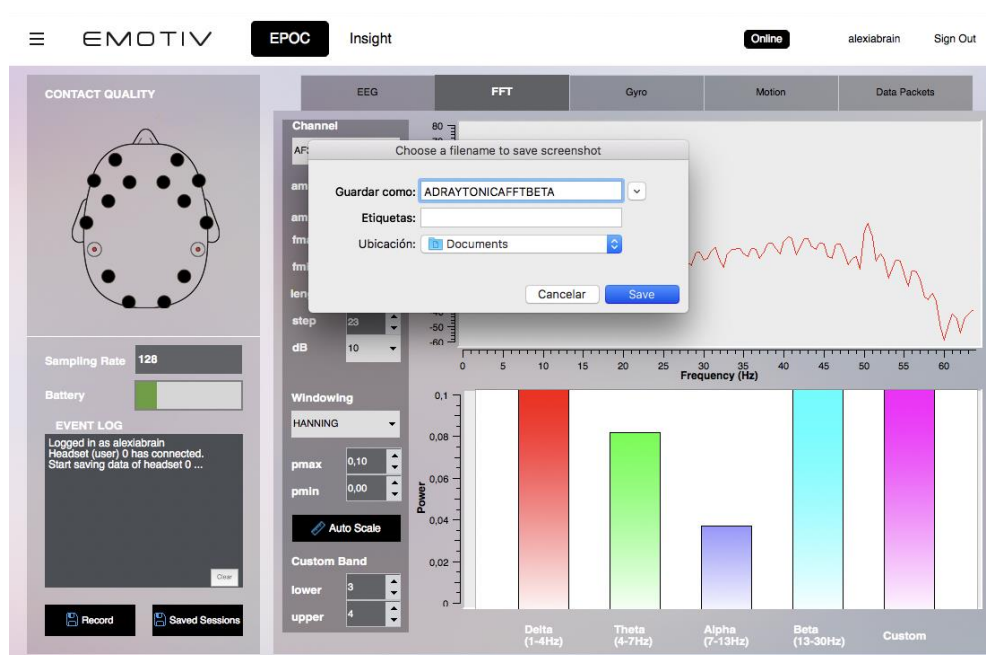 EMOTIV
EPOC
Insight
Online
alexiabrain
Sign Out
CONTACT QUALITY
EEG
FFT
Gyro
Motion
Data Packets
Channel
80
Choose a filename to save screenshot
Guardar como: ADRAYTONICAFFTBETA
Etiquetas:
Ubicación: Documents
Cancelar
Save
step 23
dB 10
-50
-60
0 5 10 15 20 25 30 35 40 45 50 55 60
Frequency (Hz)
Sampling Rate 128
Battery
EVENT LOG
Logged in as alexiabrain
Headset (user) 0 has connected.
Start saving data of headset 0 ...
Clear
Record
Saved Sessions
Windowing
HANNING
pmax 0,10
pmin 0,00
Auto Scale
Custom Band
lower 3
upper 4
0,1
0,08
0,06
0,04
0,02
0
Power
Delta
(1-4Hz)
Theta
(4-7Hz)
Alpha
(7-13Hz)
Beta
(13-30Hz)
Custom